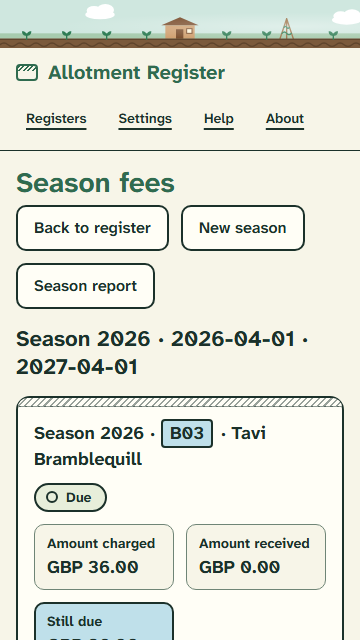 Allotment Register
Registers Settings Help About
Season fees
Back to register New season
Season report
Season 2026 · 2026-04-01 ·
2027-04-01
Season 2026 · B03 · Tavi
Bramblequill
Due
Amount charged Amount received
GBP 36.00 GBP 0.00
Still due